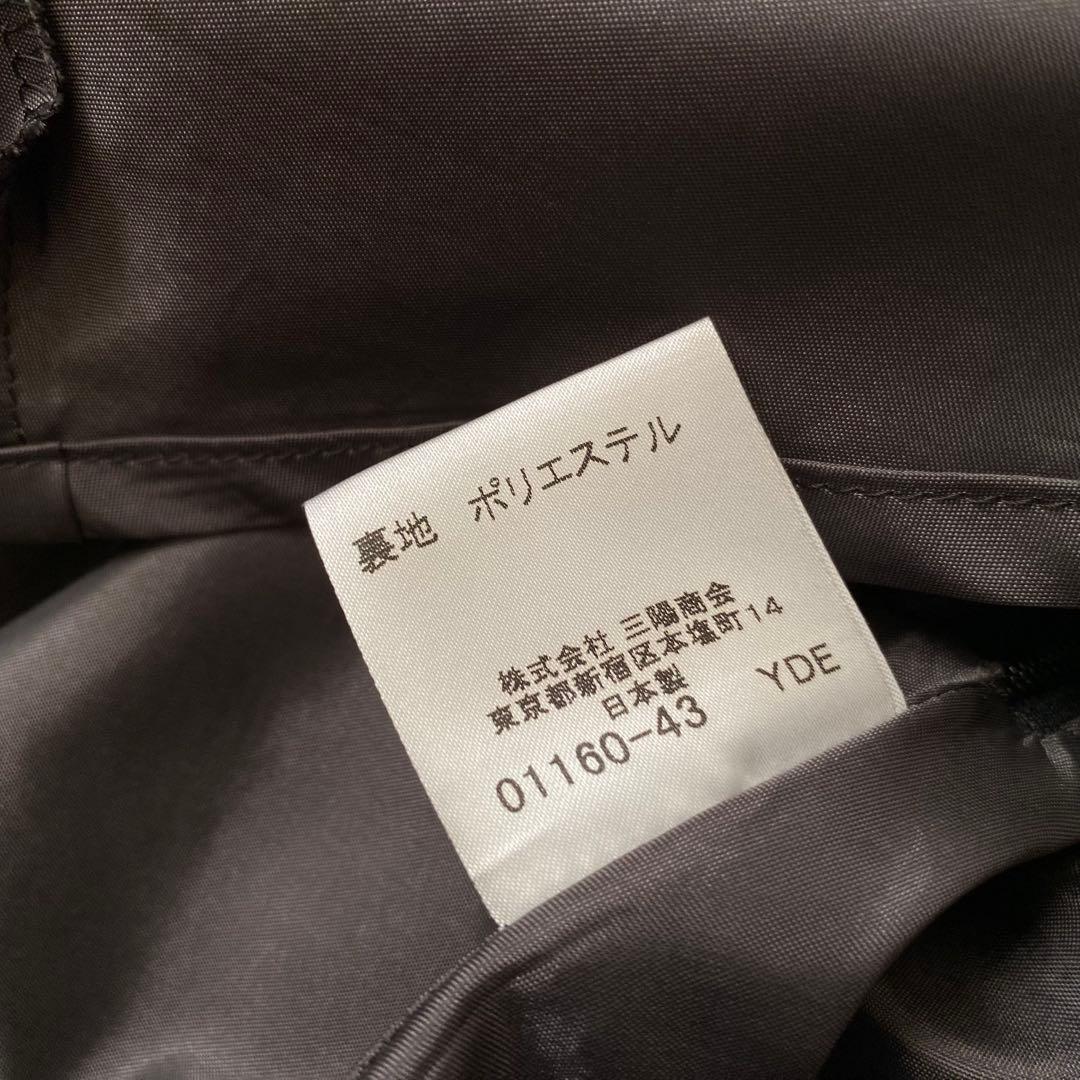 裏地 ポリエステル
株式会社 三陽商会
東京都新宿区本塩町14
日本製 YDE
01160-43